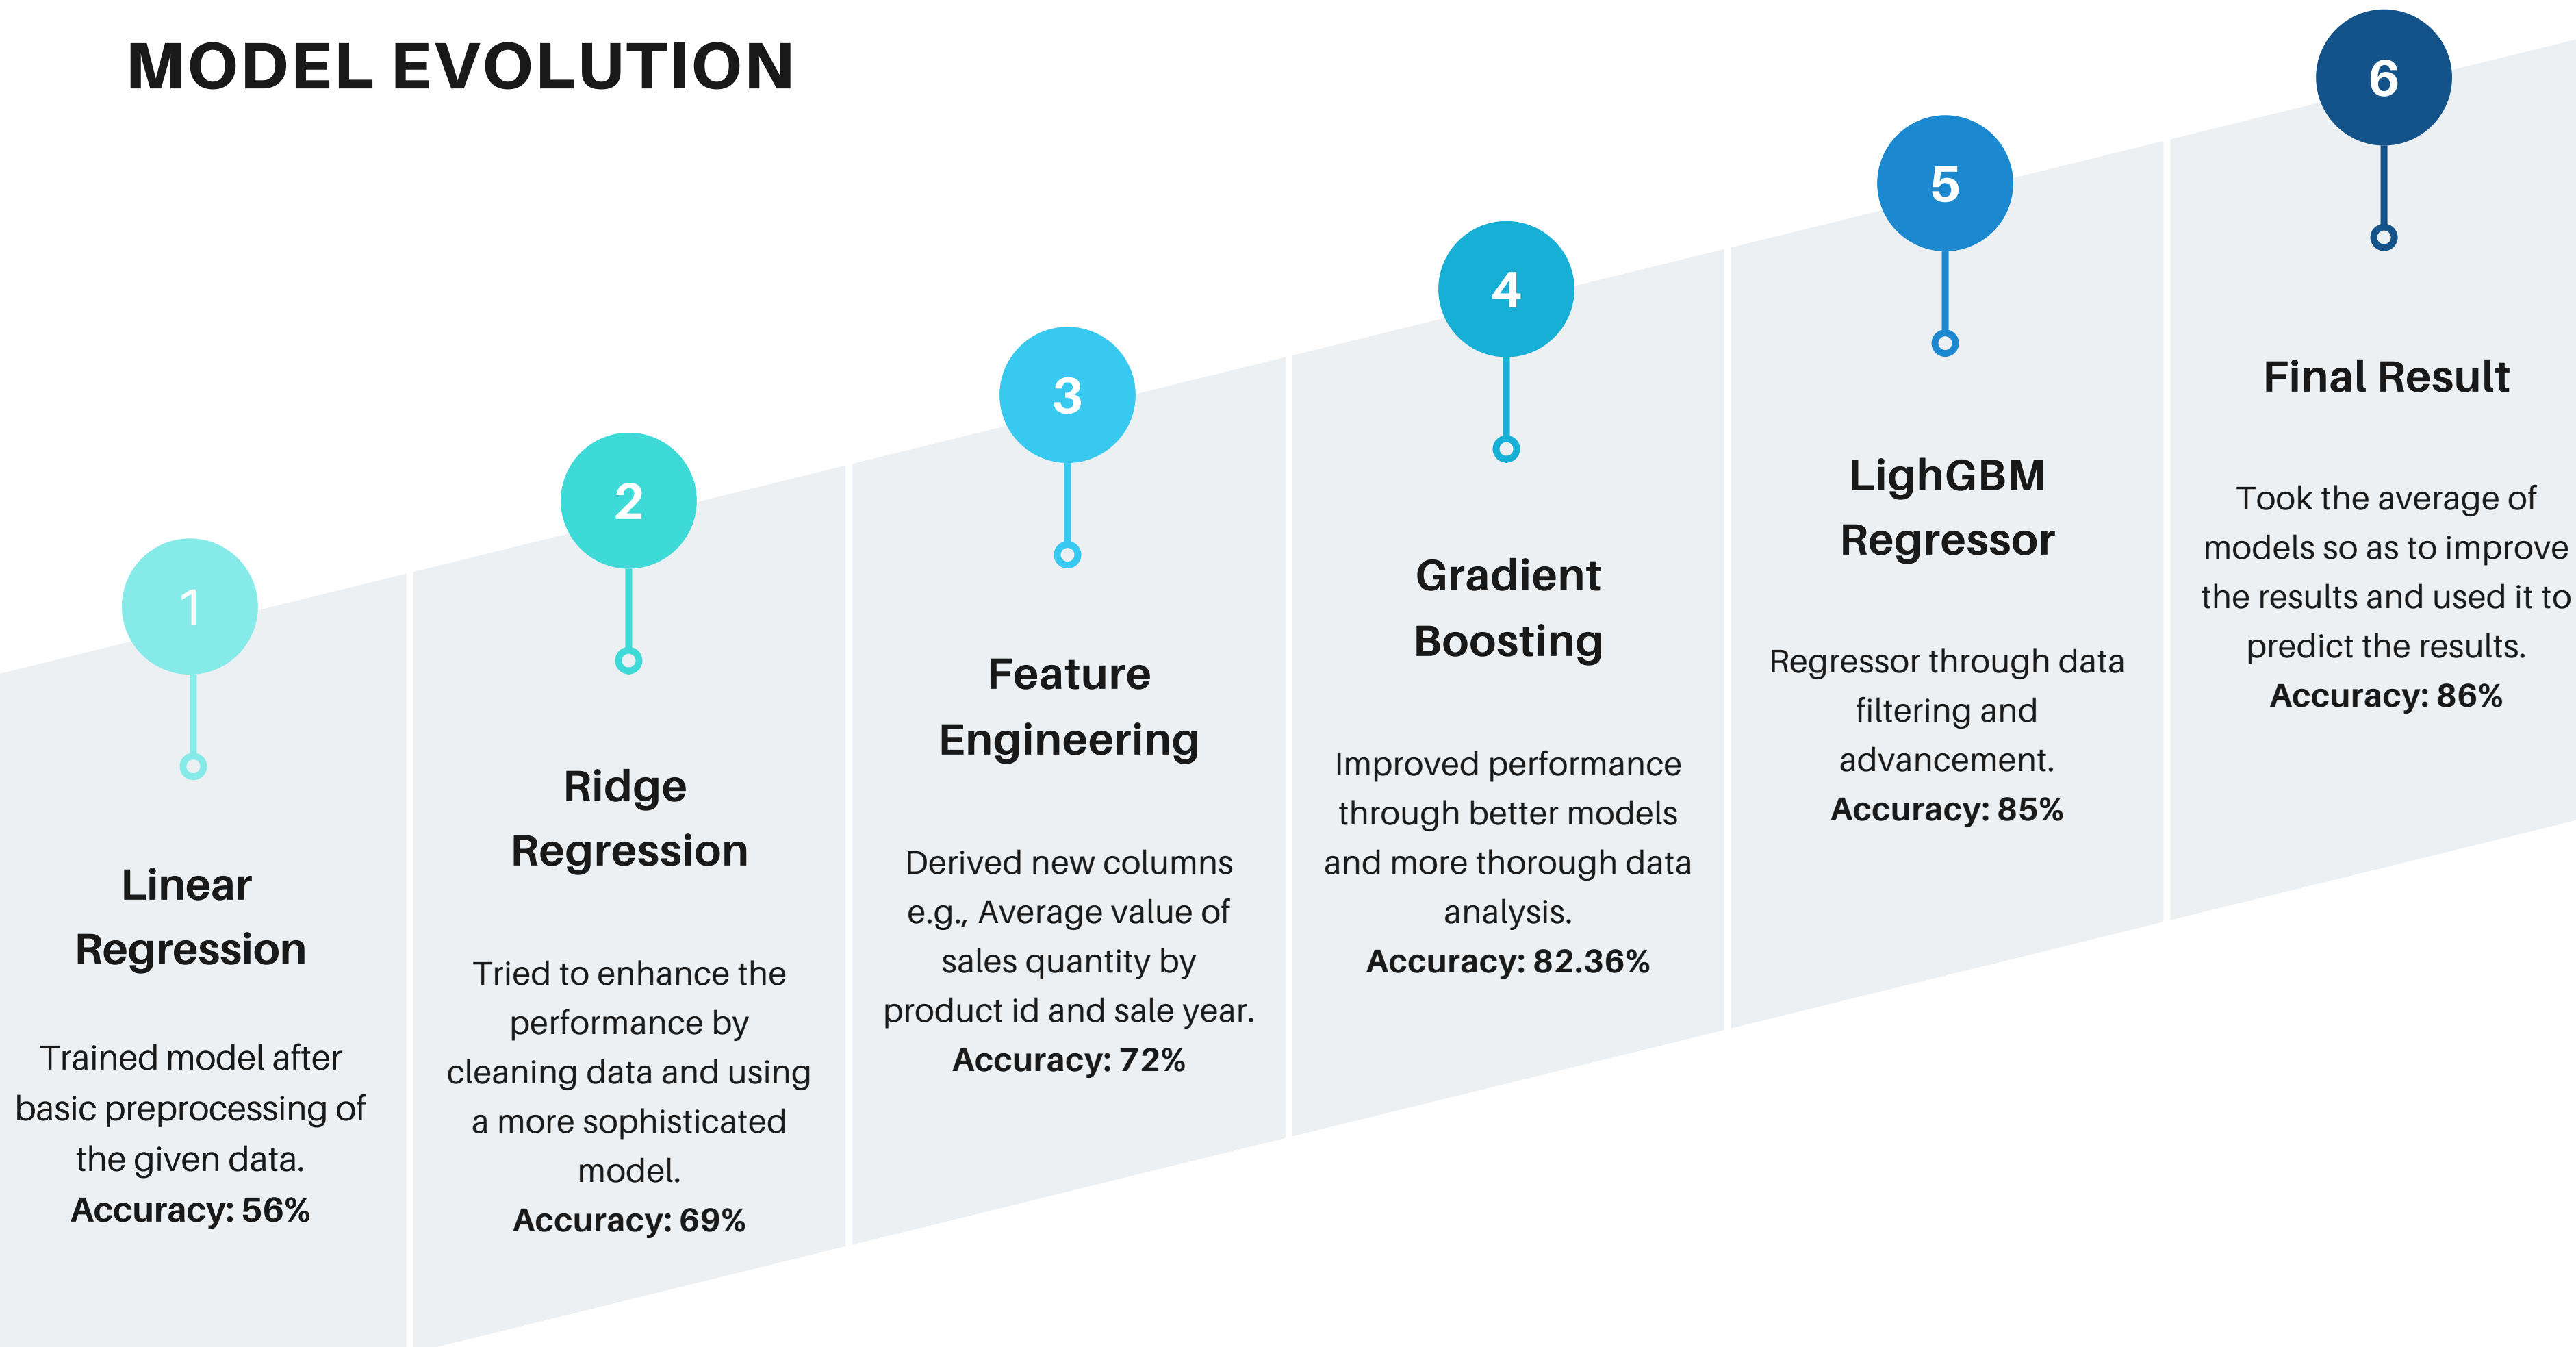 MODEL EVOLUTION
1
Linear
Regression
Trained model after
basic preprocessing of
the given data.
Accuracy: 56%
2
Ridge
Regression
Tried to enhance the
performance by
cleaning data and using
a more sophisticated
model.
Accuracy: 69%
3
Feature
Engineering
Derived new columns
e.g., Average value of
sales quantity by
product id and sale year.
Accuracy: 72%
4
Gradient
Boosting
Improved performance
through better models
and more thorough data
analysis.
Accuracy: 82.36%
5
LighGBM
Regressor
Regressor through data
filtering and
advancement.
Accuracy: 85%
6
Final Result
Took the average of
models so as to improve
the results and used it to
predict the results.
Accuracy: 86%